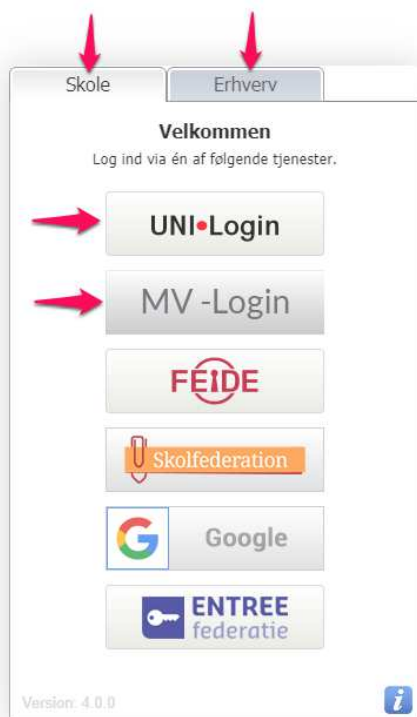 Skole Erhverv
Velkommen
Log ind via én af følgende tjenester.
UNI•Login
MV -Login
FEIDE
Skolfederation
G Google
ENTREE
federatie
Version: 4.0.0
i